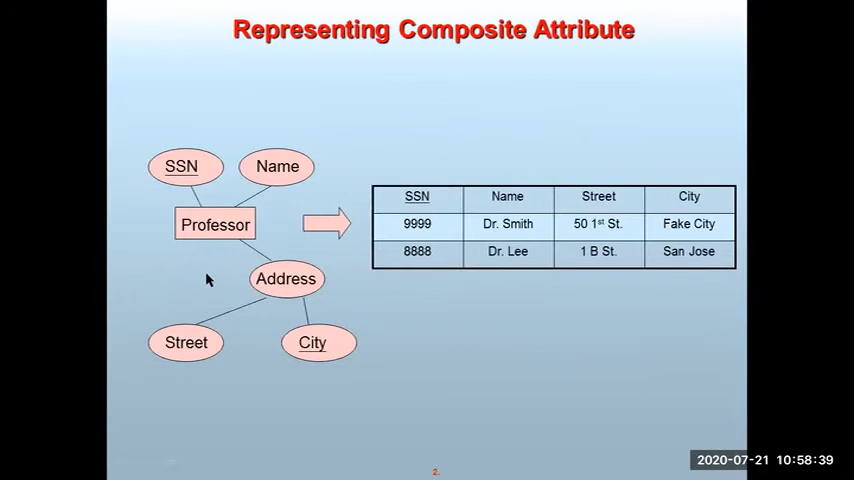 Representing Composite Attribute
SSN
Name
Professor
Address
Street
City
SSN Name Street City
9999 Dr. Smith 50 1st St. Fake City
8888 Dr. Lee 1 B St. San Jose
2.
2020-07-21 10:58:39